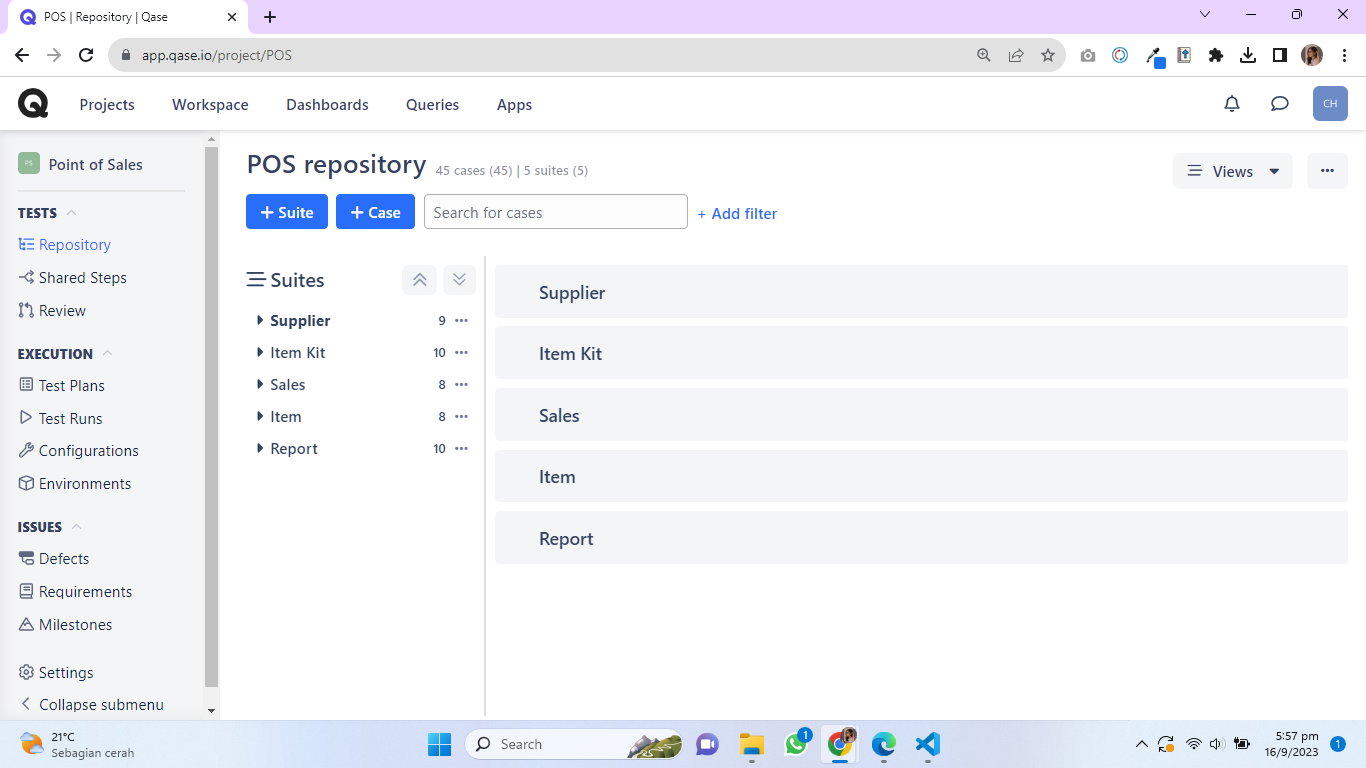 POS | Repository | Qase
app.qase.io/project/POS
Projects Workspace Dashboards Queries Apps
CH
PS Point of Sales
TESTS
Repository
Shared Steps
Review
EXECUTION
Test Plans
Test Runs
Configurations
Environments
ISSUES
Defects
Requirements
Milestones
Settings
Collapse submenu
POS repository 45 cases (45) | 5 suites (5)
Views
+ Suite + Case Search for cases + Add filter
Suites
Supplier 9
Item Kit 10
Sales 8
Item 8
Report 10
Supplier
Item Kit
Sales
Item
Report
21°C
Sebagian cerah
Search
1
5:57 pm
16/9/2023
1